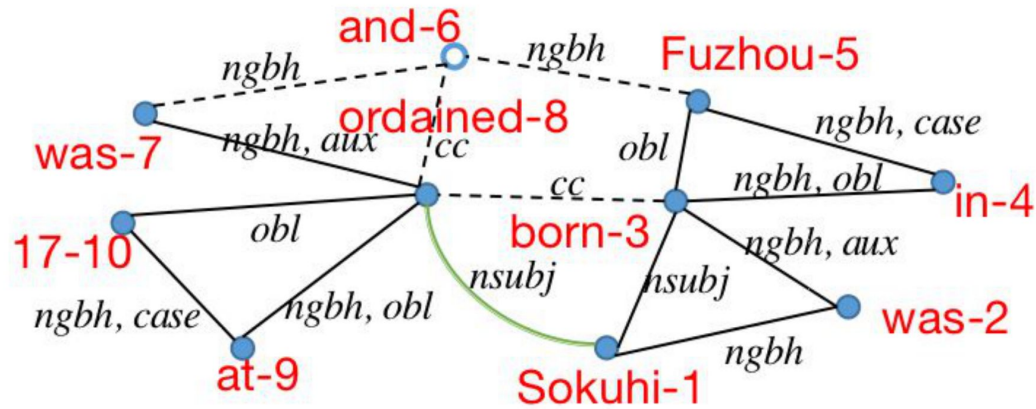 and-6
ngbh
ngbh
Fuzhou-5
ordained-8
ngbh, case
was-7
ngbh, aux
cc
obl
cc
ngbh, obl
in-4
17-10
obl
born-3
ngbh, aux
nsubj
nsubj
ngbh, case
ngbh, obl
was-2
ngbh
at-9
Sokuhi-1